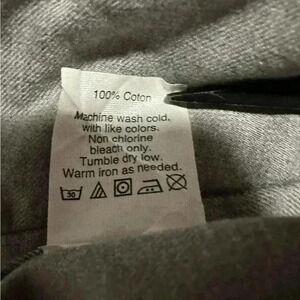 100% Coton
Machine wash cold.
with like colors.
Non chlorine
bleach only.
Tumble dry low.
Warm iron as needed.
30